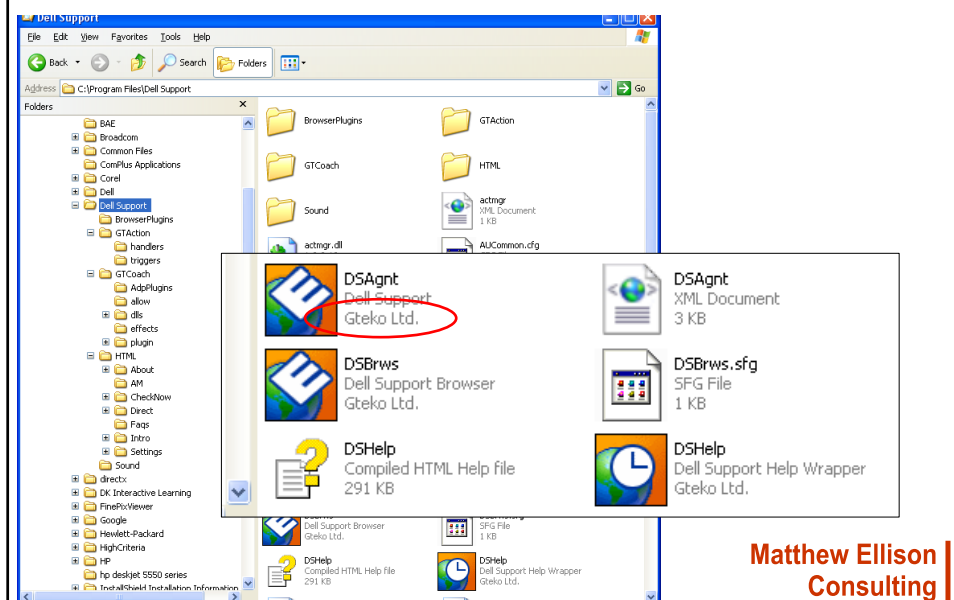 Dell Support
File Edit View Favorites Tools Help
Back Search Folders
Address C:\Program Files\Dell Support Go
Folders x
BAE
Broadcom
Common Files
ComPlus Applications
Corel
Dell
Dell Support
BrowserPlugins
GTAction
handlers
triggers
GTCoach
AdpPlugins
allow
dlls
effects
plugin
HTML
About
AM
CheckNow
Direct
Faqs
Intro
Settings
Sound
directx
DK Interactive Learning
FinePixViewer
Google
Hewlett-Packard
HighCriteria
HP
hp deskjet 5550 series
InstallShield Installation Information
BrowserPlugins
GTAction
GTCoach
HTML
Sound
actmgr
XML Document
1 KB
actmgr.dll
AUCommon.cfg
DSAgnt
Dell Support
Gteko Ltd.
DSAgnt
XML Document
3 KB
DSBrws
Dell Support Browser
Gteko Ltd.
DSBrws.sfg
SFG File
1 KB
DSHelp
Compiled HTML Help file
291 KB
DSHelp
Dell Support Help Wrapper
Gteko Ltd.
Dell Support Browser
Gteko Ltd.
SFG File
1 KB
DSHelp
Compiled HTML Help file
291 KB
DSHelp
Dell Support Help Wrapper
Gteko Ltd.
Matthew Ellison
Consulting